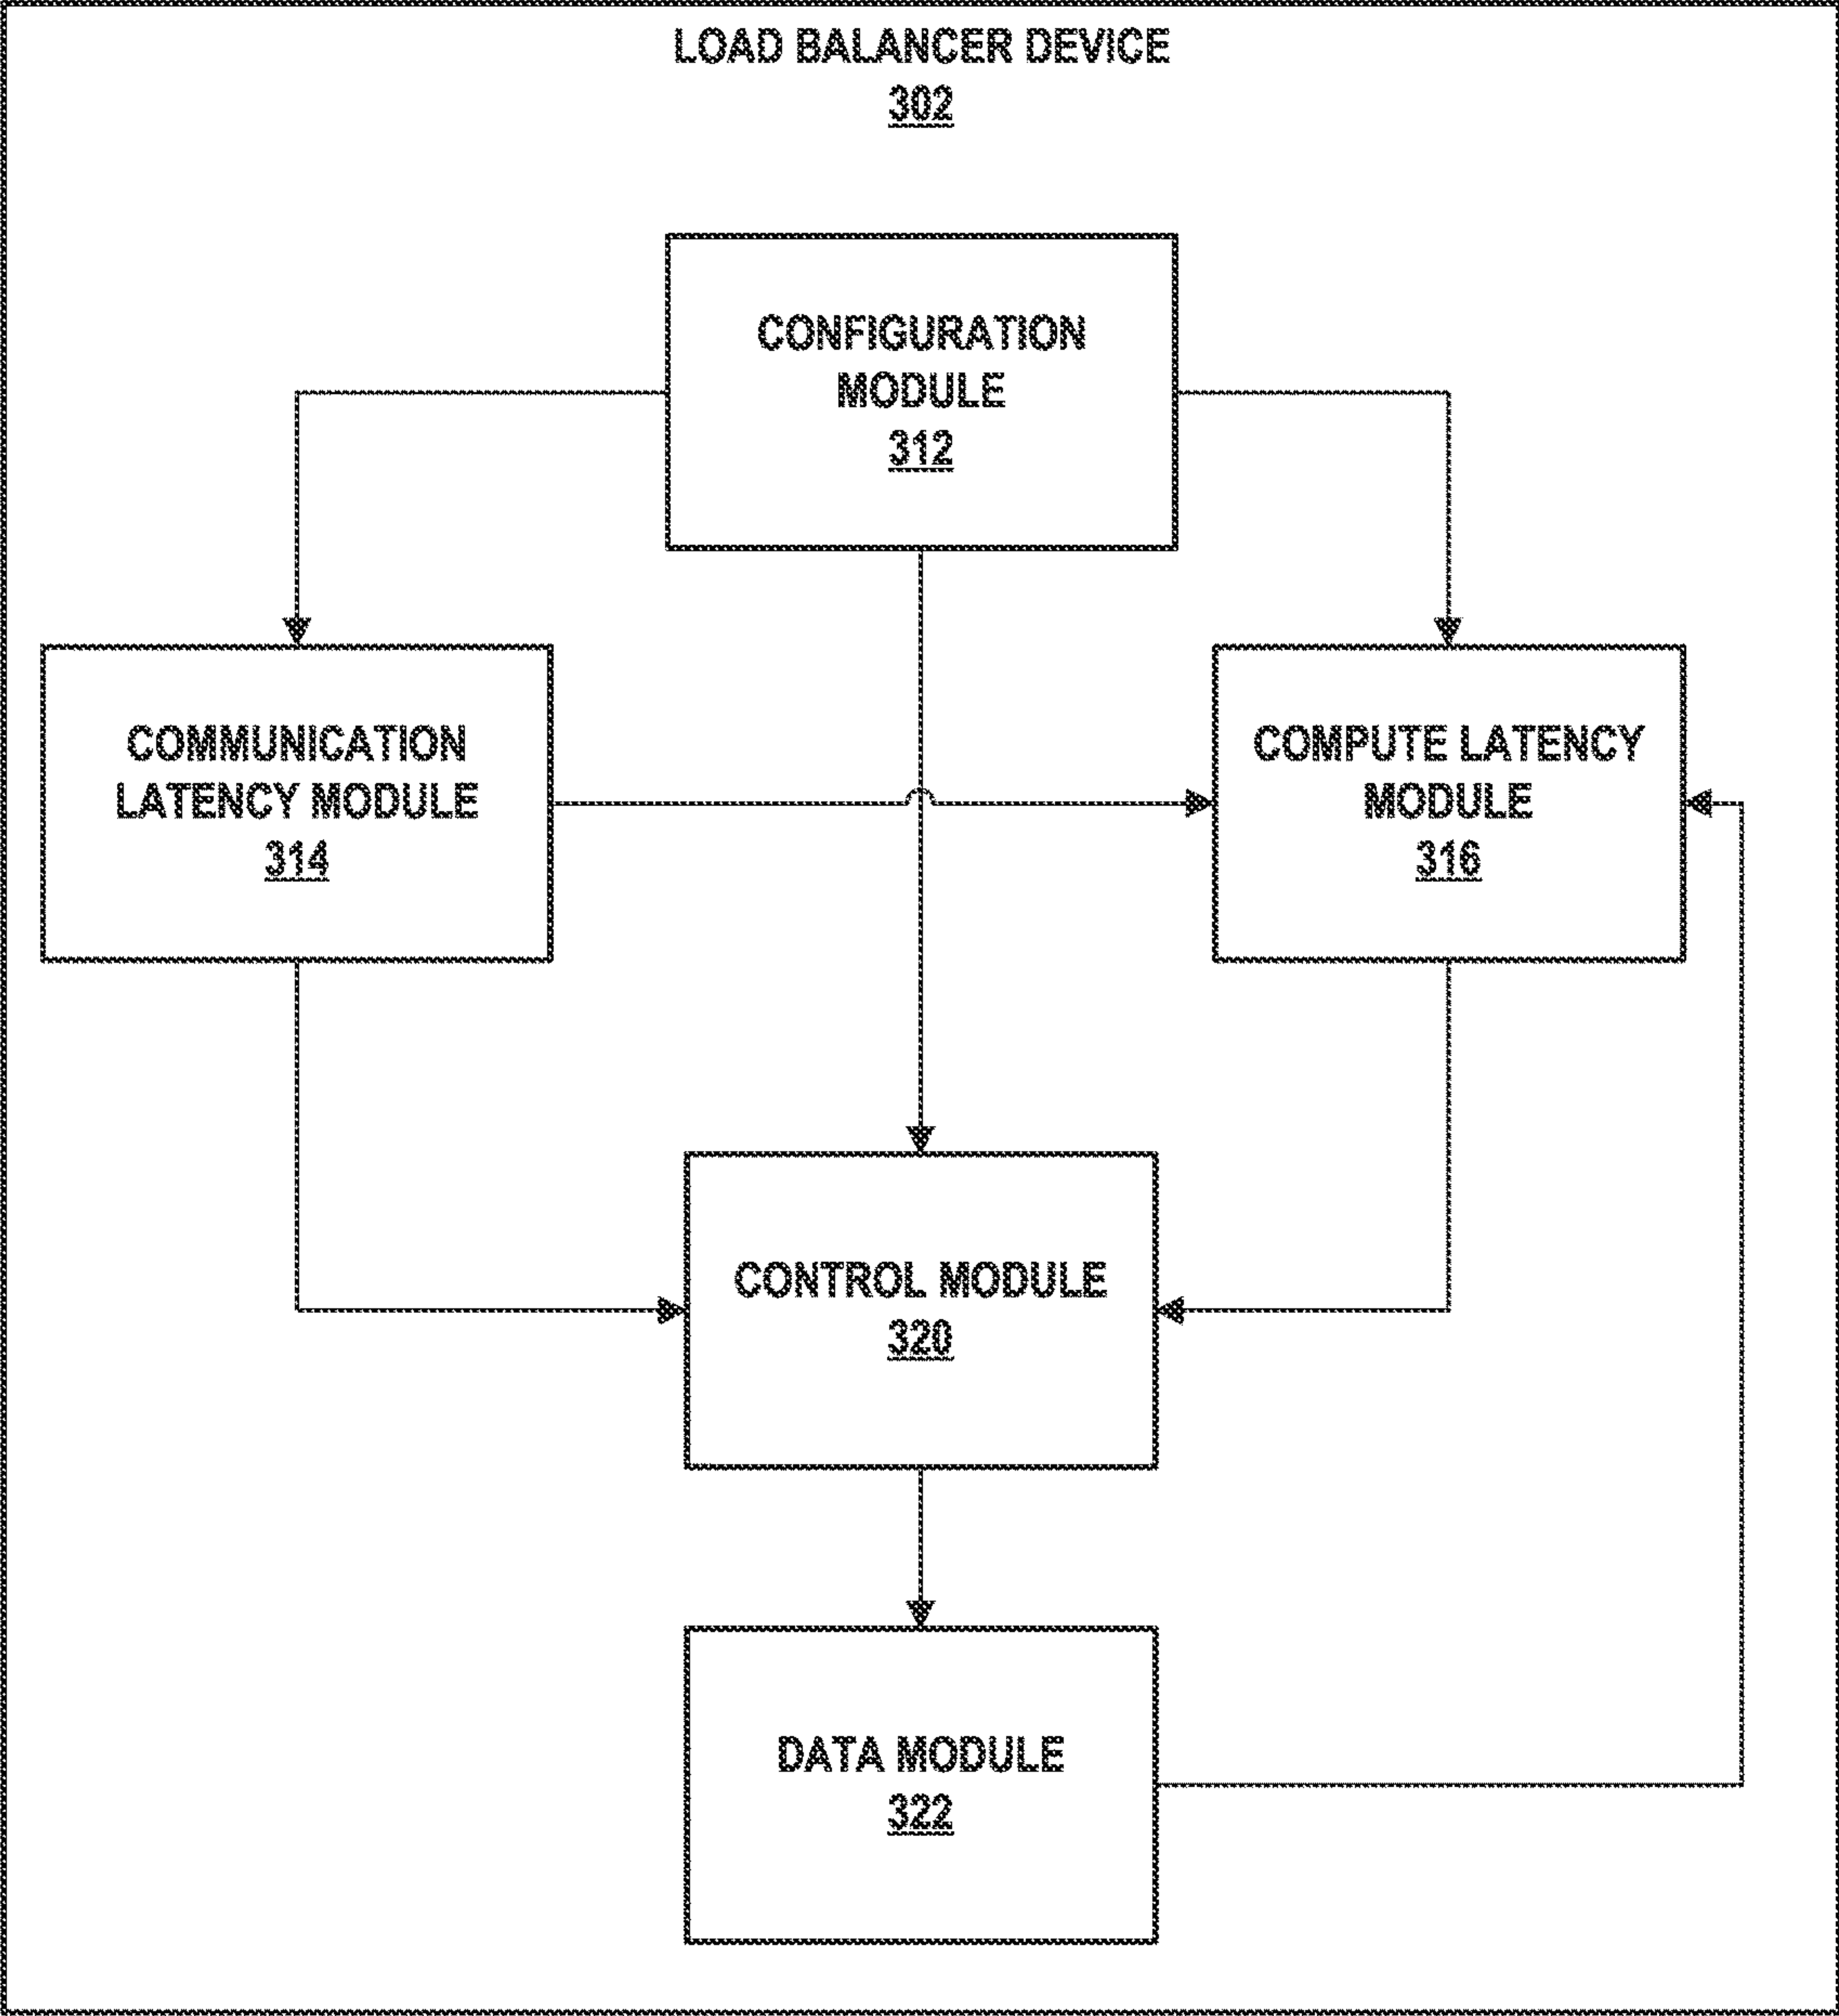 LOAD BALANCER DEVICE
302
CONFIGURATION
MODULE
312
COMMUNICATION
LATENCY MODULE
314
COMPUTE LATENCY
MODULE
316
CONTROL MODULE
320
DATA MODULE
322